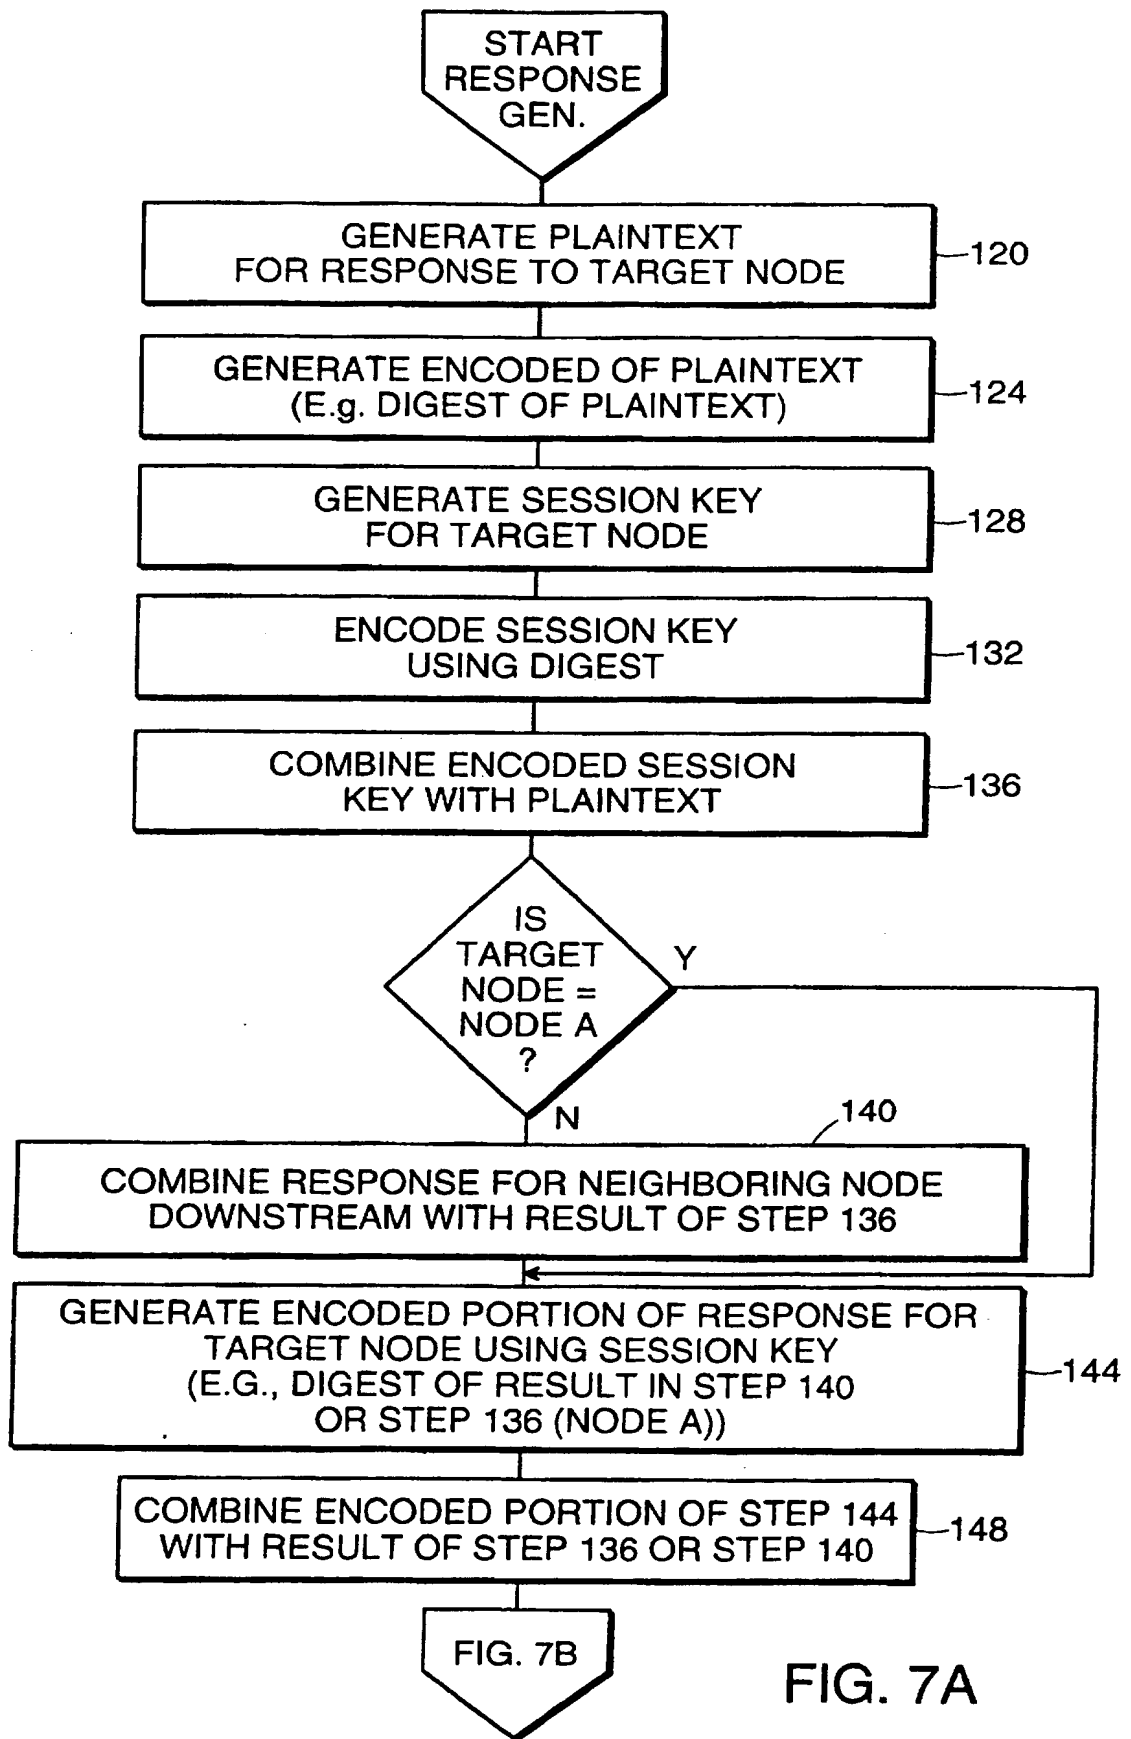 START
RESPONSE
GEN.
GENERATE PLAINTEXT
FOR RESPONSE TO TARGET NODE
120
GENERATE ENCODED OF PLAINTEXT
(E.g. DIGEST OF PLAINTEXT)
124
GENERATE SESSION KEY
FOR TARGET NODE
128
ENCODE SESSION KEY
USING DIGEST
132
COMBINE ENCODED SESSION
KEY WITH PLAINTEXT
136
IS
TARGET
NODE =
NODE A
?
Y
N
140
COMBINE RESPONSE FOR NEIGHBORING NODE
DOWNSTREAM WITH RESULT OF STEP 136
GENERATE ENCODED PORTION OF RESPONSE FOR
TARGET NODE USING SESSION KEY
(E.G., DIGEST OF RESULT IN STEP 140
OR STEP 136 (NODE A))
144
COMBINE ENCODED PORTION OF STEP 144
WITH RESULT OF STEP 136 OR STEP 140
148
FIG. 7B
FIG. 7A